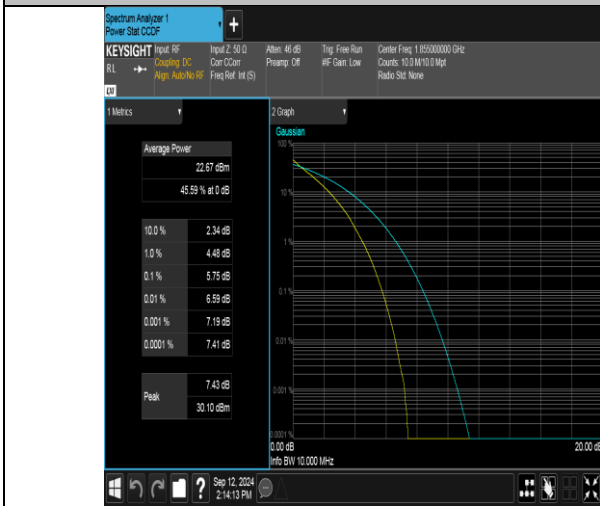 Spectrum Analyzer 1
Power Stat CCDF
+
KEYSIGHT Input: RF Input Z: 50 Ω Atten: 46 dB Trig: Free Run Center Freq: 1.855000000 GHz
RL Coupling: DC Corr CCorr Preamp: Off #IF Gain: Low Counts: 10.0 M/10.0 Mpt
Align: Auto/No RF Freq Ref: Int (S) Radio Std: None
LXI
1 Metrics
Average Power
22.67 dBm
45.59 % at 0 dB
10.0 % 2.34 dB
1.0 % 4.48 dB
0.1 % 5.75 dB
0.01 % 6.59 dB
0.001 % 7.19 dB
0.0001 % 7.41 dB
Peak 7.43 dB
30.10 dBm
2 Graph
Gaussian
100 %
10 %
1 %
0.1 %
0.01 %
0.001 %
0.0001 %
0.00 dB 20.00 dB
Info BW 10.000 MHz
? Sep 12, 2024
2:14:13 PM